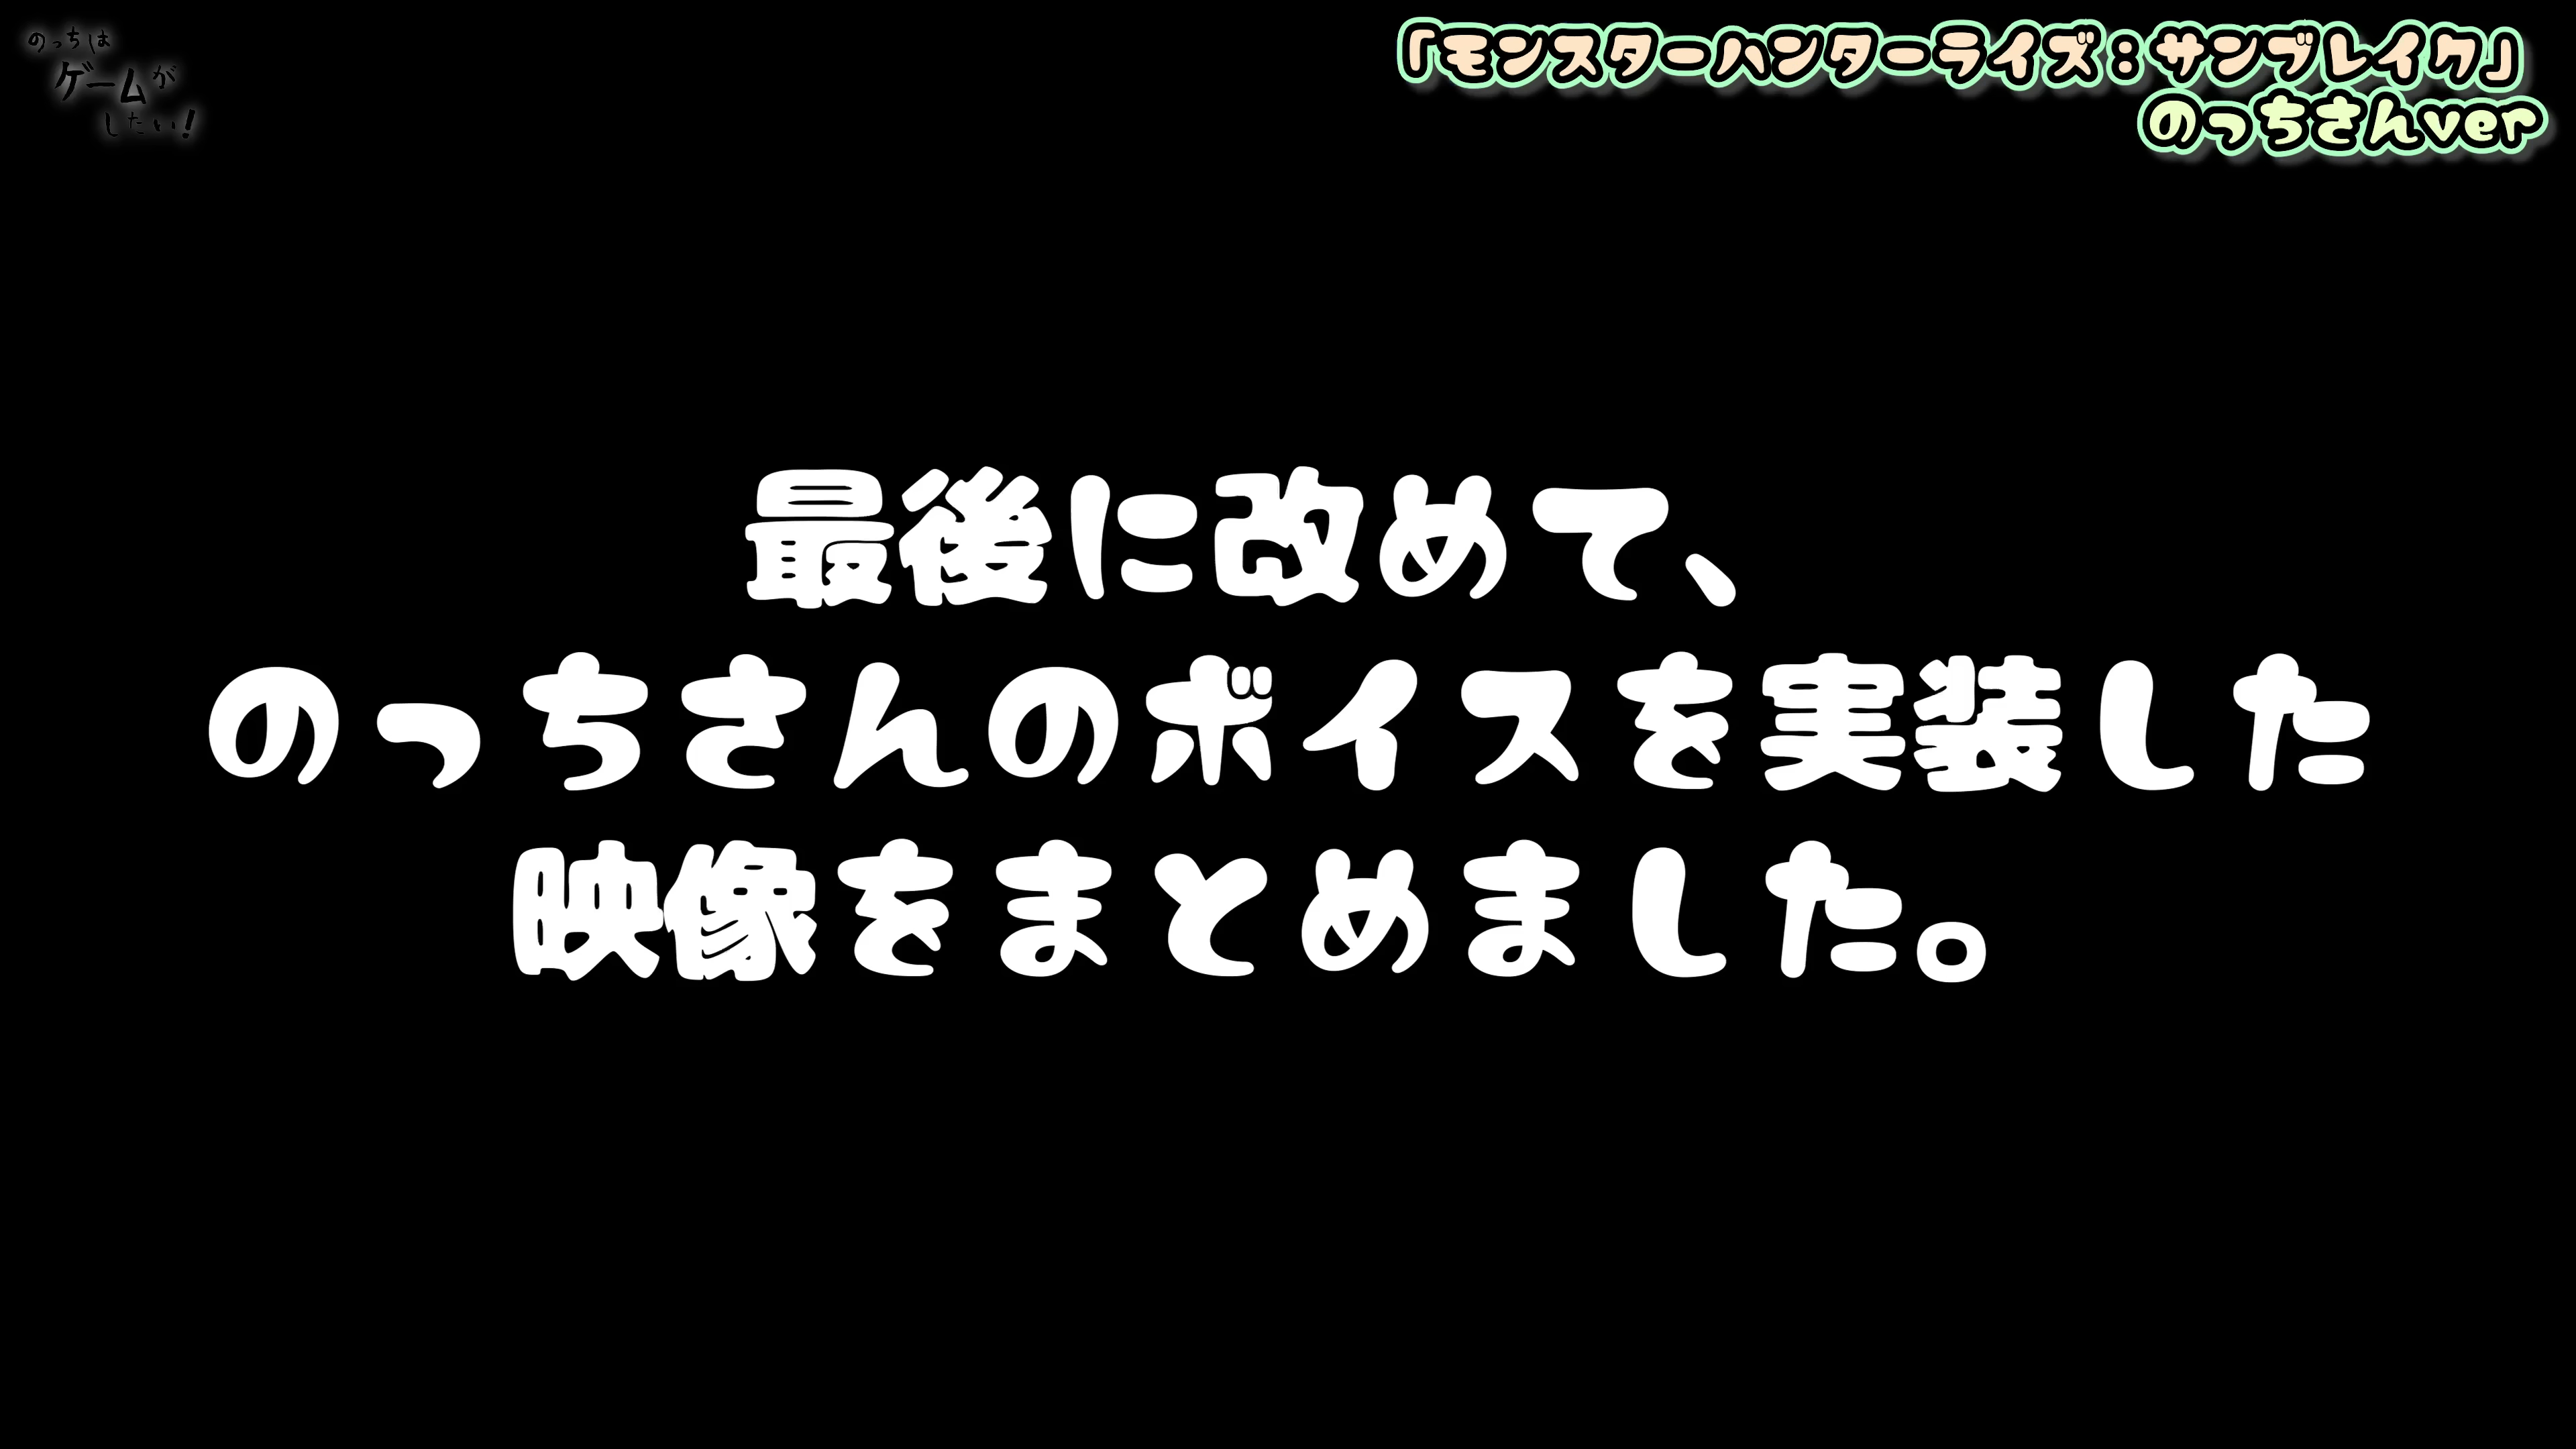 のっちは
ゲームが
したい!
「モンスターハンターライズ：サンブレイク」
のっちさんver
最後に改めて、
のっちさんのボイスを実装した
映像をまとめました。